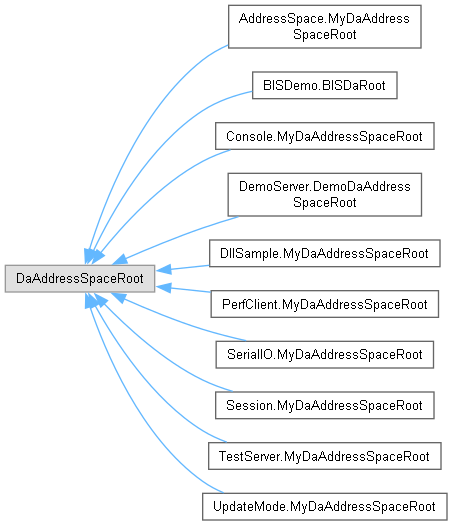 AddressSpace.MyDaAddress
SpaceRoot
BISDemo.BISDaRoot
Console.MyDaAddressSpaceRoot
DemoServer.DemoDaAddress
SpaceRoot
DllSample.MyDaAddressSpaceRoot
DaAddressSpaceRoot
PerfClient.MyDaAddressSpaceRoot
SerialIO.MyDaAddressSpaceRoot
Session.MyDaAddressSpaceRoot
TestServer.MyDaAddressSpaceRoot
UpdateMode.MyDaAddressSpaceRoot